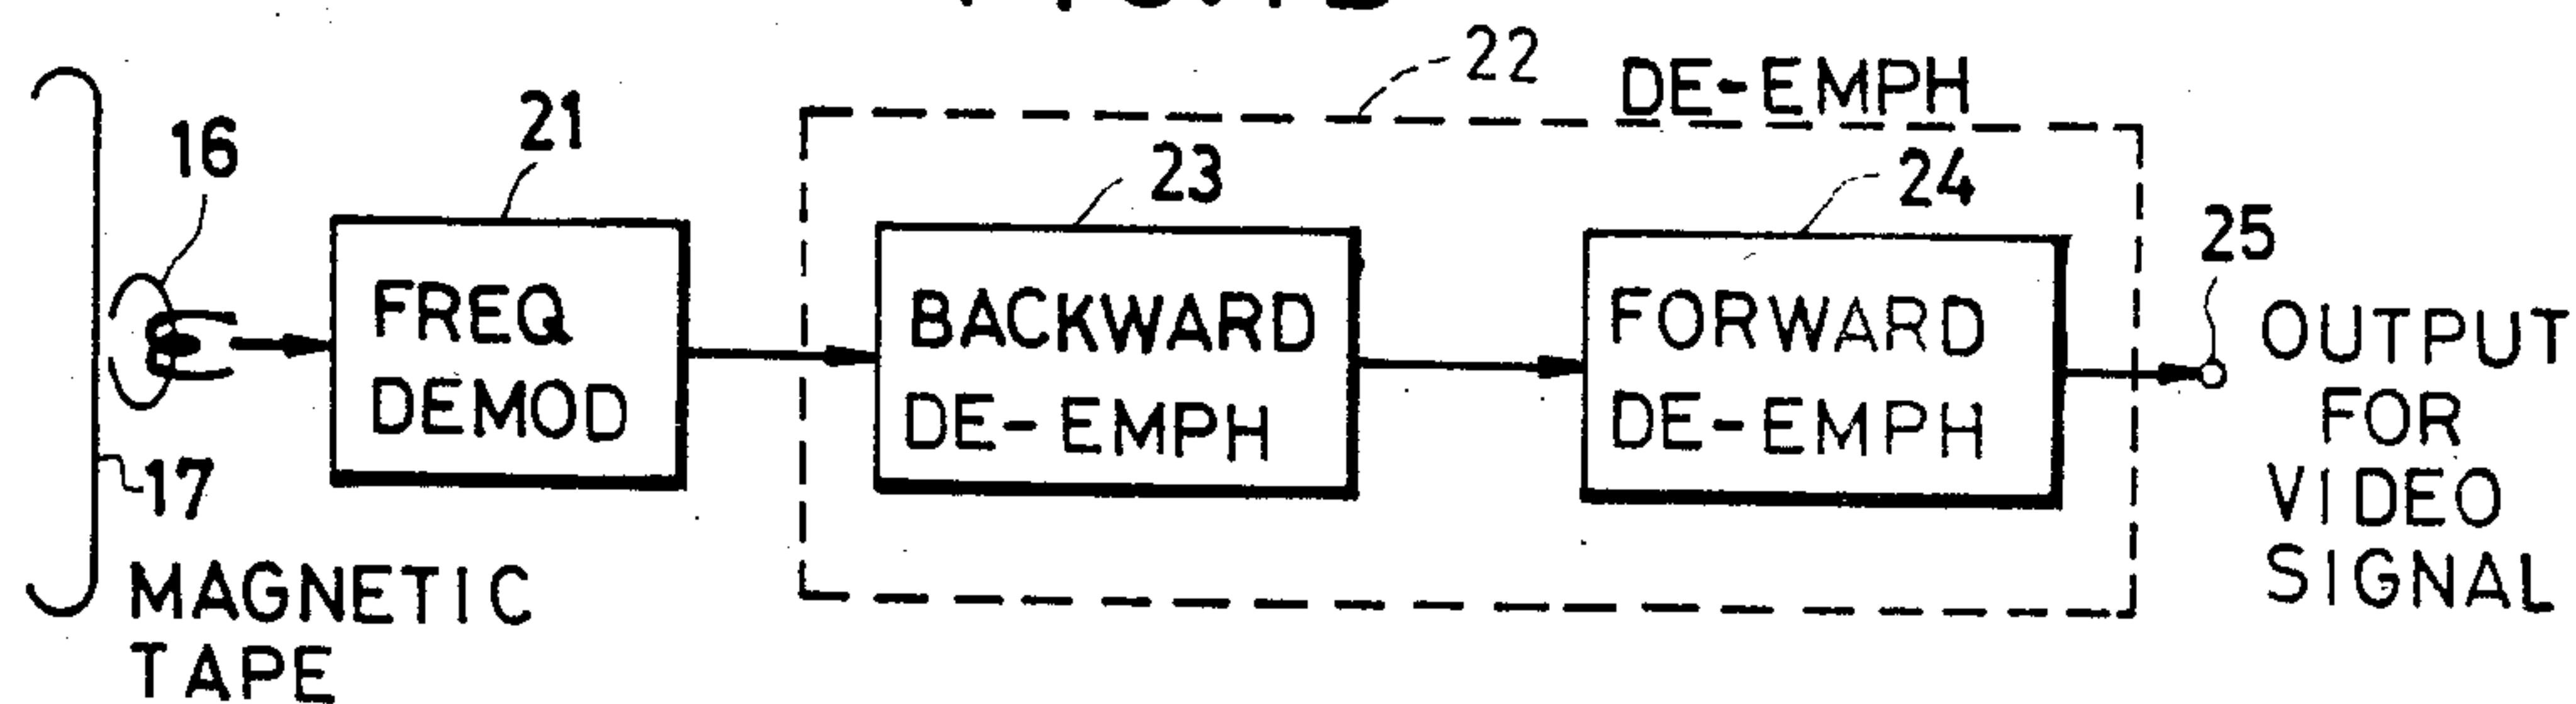 22
DE-EMPH
16
21
23
24
25
FREQ
DEMOD
BACKWARD
DE-EMPH
FORWARD
DE-EMPH
OUTPUT
FOR
VIDEO
SIGNAL
17
MAGNETIC
TAPE